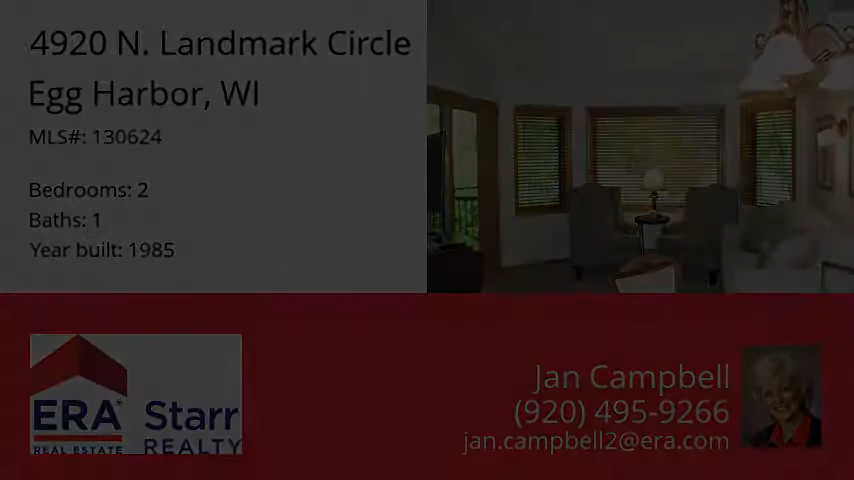 4920 N. Landmark Circle
Egg Harbor, WI
MLS#: 130624
Bedrooms: 2
Baths: 1
Year built: 1985
ERA®
REAL ESTATE
Starr
REALTY
Jan Campbell
(920) 495-9266
jan.campbell2@era.com